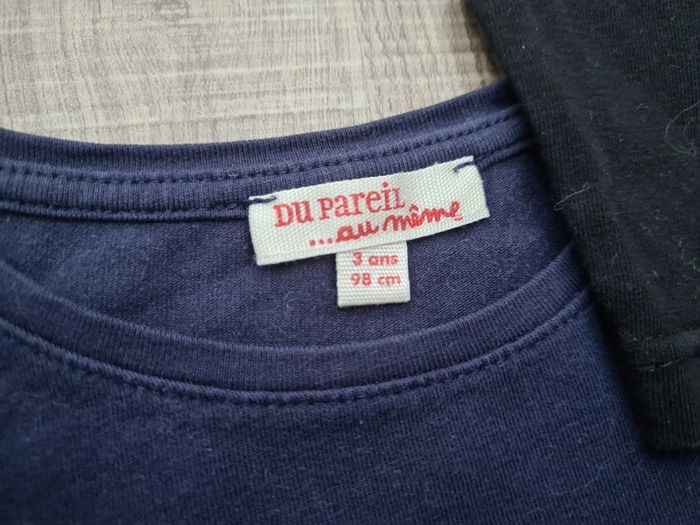 Du Pareil
...au même
3 ans
98 cm